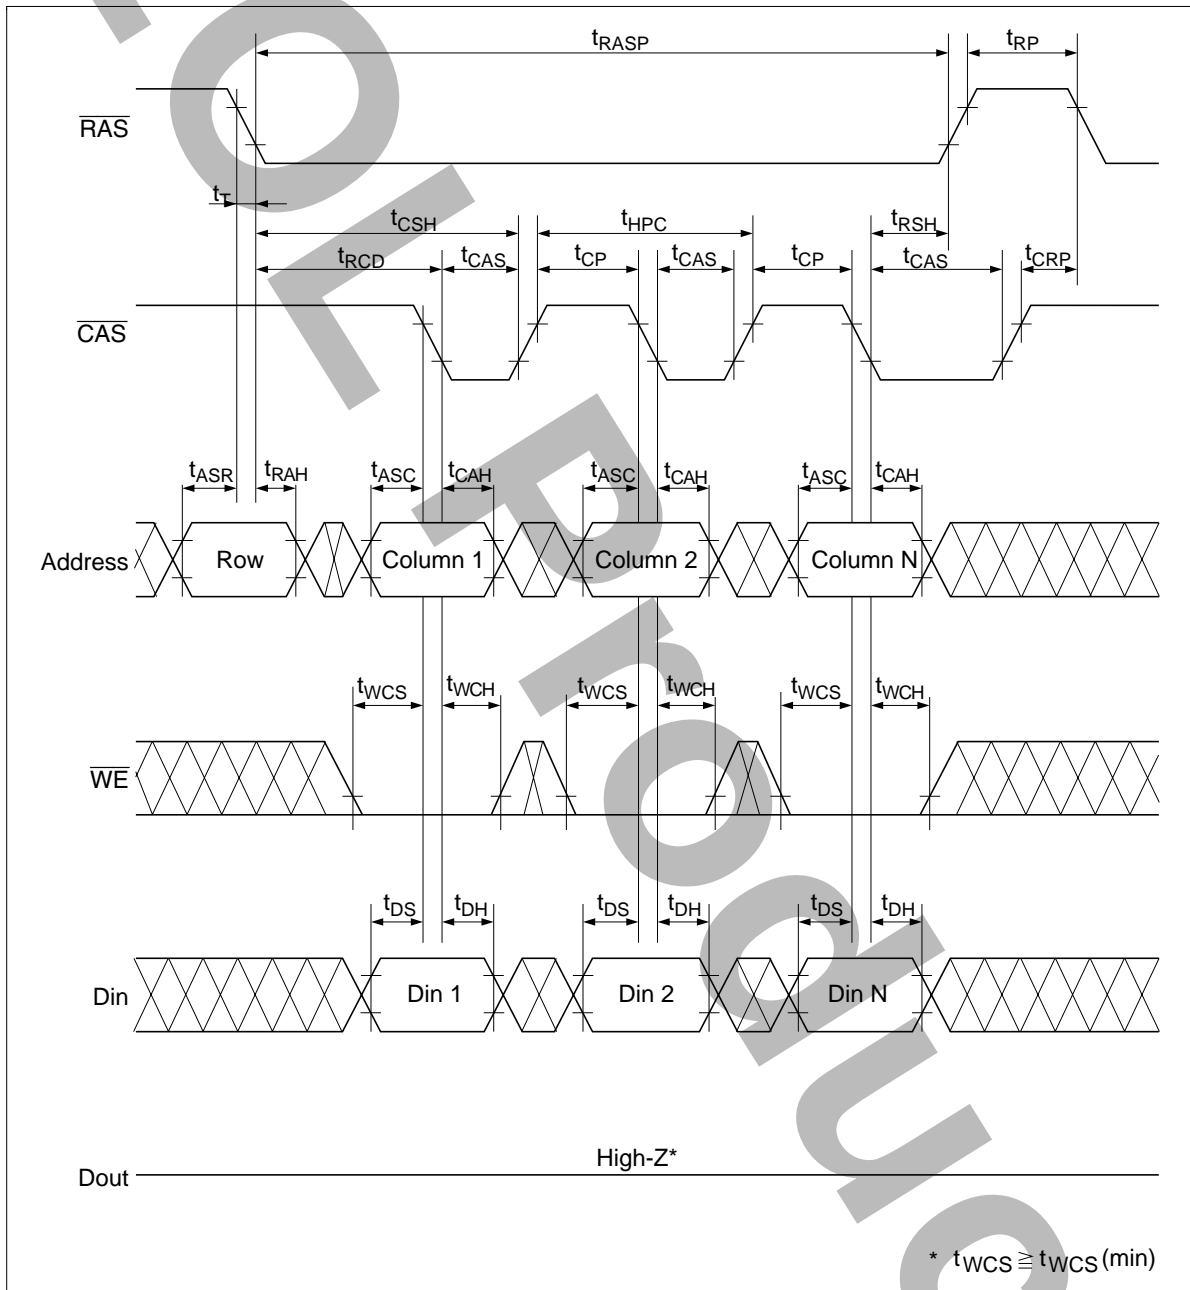 tRASP
tRP
RAS
tT
tCSH
tHPC
tRSH
tRCD
tCAS
tCP
tCAS
tCP
tCAS
tCRP
CAS
tASR
tRAH
tASC
tCAH
tASC
tCAH
tASC
tCAH
Address
Row
Column 1
Column 2
Column N
tWCS
tWCH
tWCS
tWCH
tWCS
tWCH
WE
tDS
tDH
tDS
tDH
tDS
tDH
Din
Din 1
Din 2
Din N
High-Z*
Dout
* tWCS ≧ tWCS (min)
OL Produc